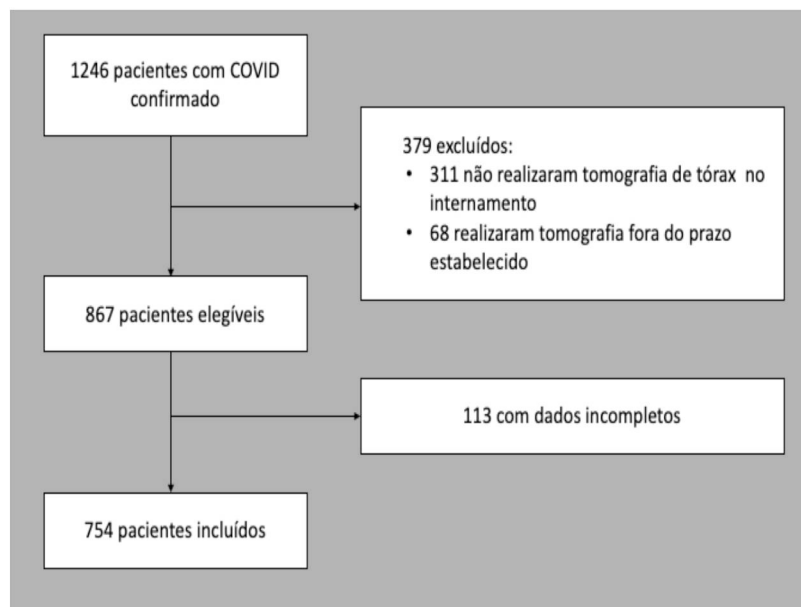 1246 pacientes com COVID
confirmado
379 excluídos:
• 311 não realizaram tomografia de tórax no
internamento
• 68 realizaram tomografia fora do prazo
estabelecido
867 pacientes elegíveis
113 com dados incompletos
754 pacientes incluídos